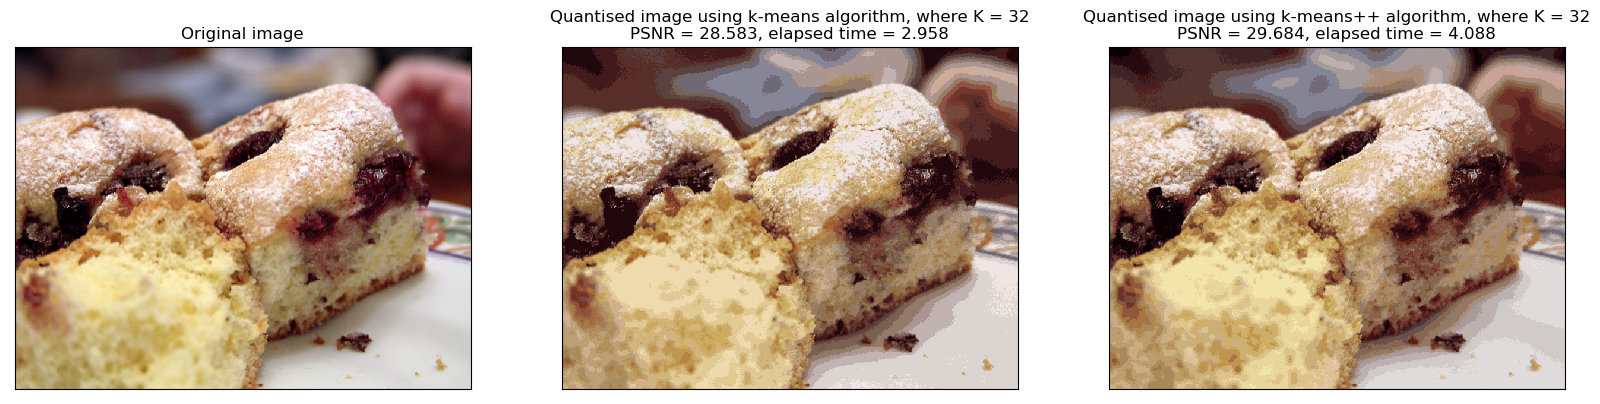 Original image
Quantised image using k-means algorithm, where K = 32
PSNR = 28.583, elapsed time = 2.958
Quantised image using k-means++ algorithm, where K = 32
PSNR = 29.684, elapsed time = 4.088